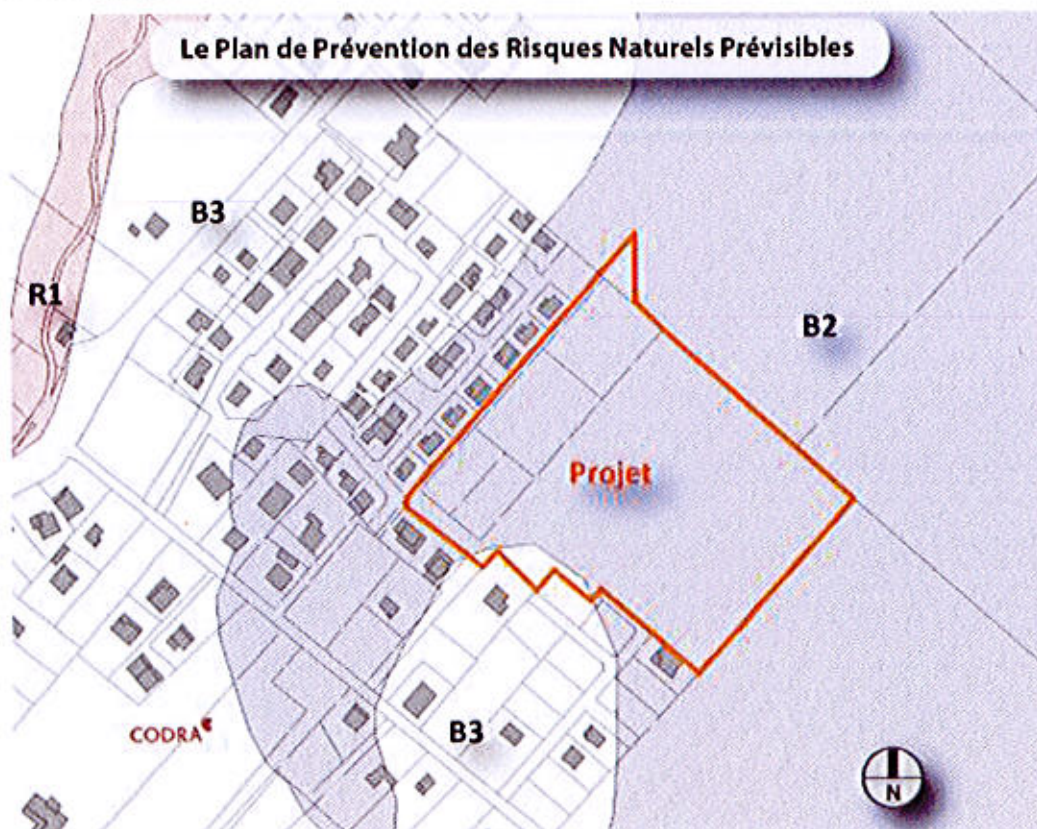 Le Plan de Prévention des Risques Naturels Prévisibles
B3
R1
B2
Projet
CODRA
B3
N